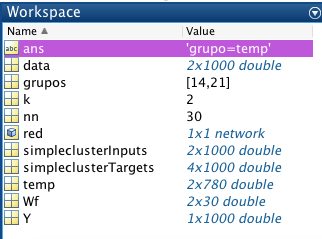 Workspace
Name Value
abc ans 'grupo=temp'
data 2x1000 double
grupos [14,21]
k 2
nn 30
red 1x1 network
simpleclusterInputs 2x1000 double
simpleclusterTargets 4x1000 double
temp 2x780 double
Wf 2x30 double
Y 1x1000 double